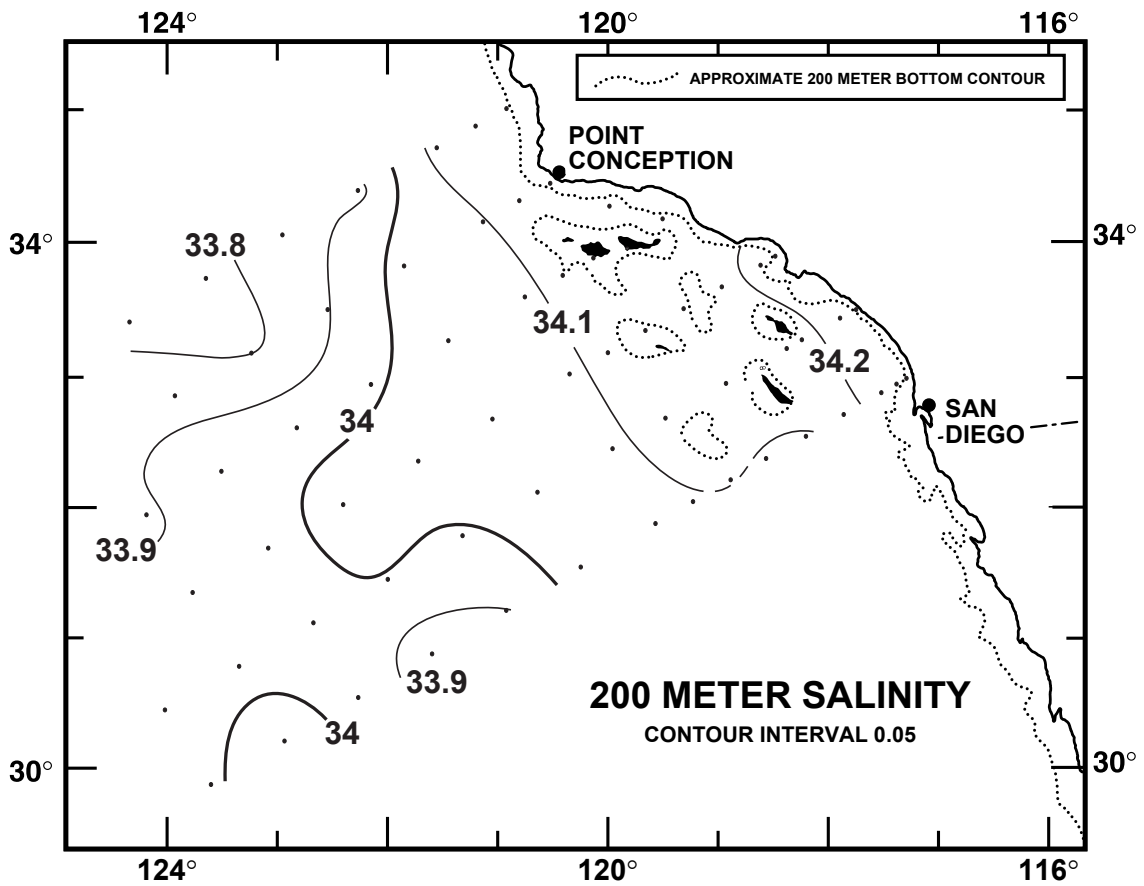 124° 120° 116°
APPROXIMATE 200 METER BOTTOM CONTOUR
POINT
CONCEPTION
34° 33.8 34°
34.1
34.2
34
SAN
DIEGO
33.9
33.9
200 METER SALINITY
34
CONTOUR INTERVAL 0.05
30° 30°
124° 120° 116°